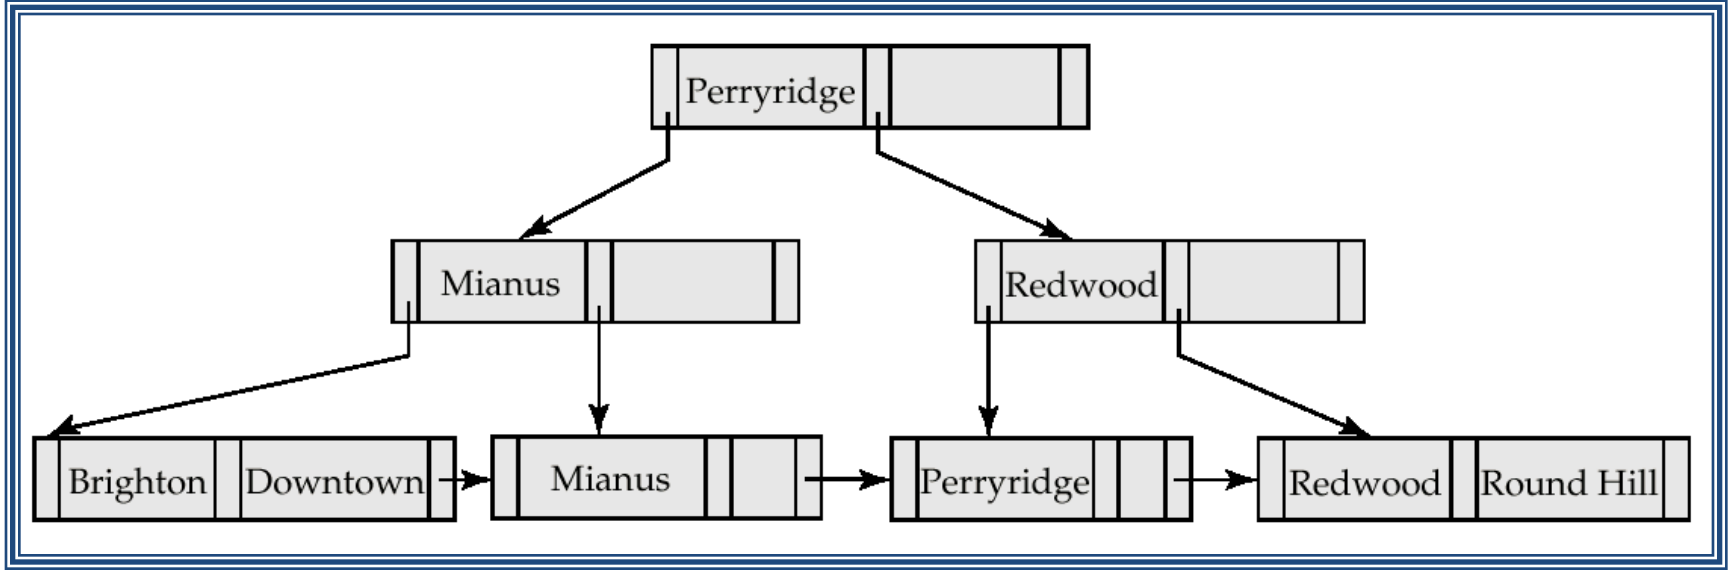 Perryridge
Mianus
Redwood
Brighton Downtown
Mianus
Perryridge
Redwood Round Hill